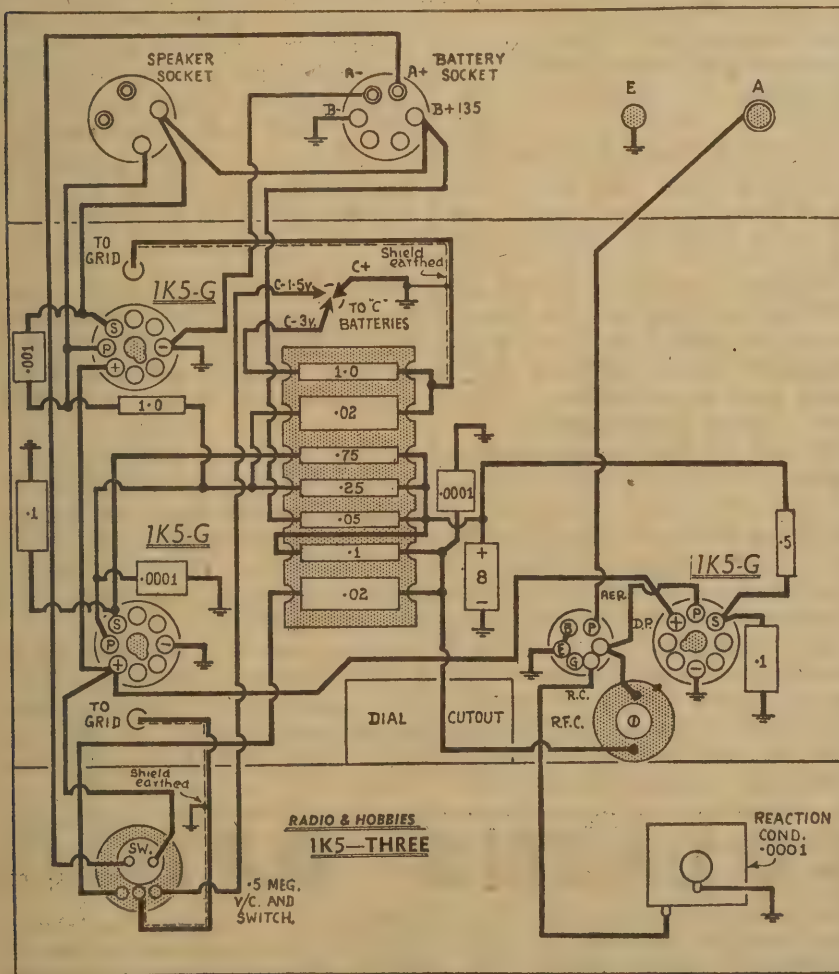 SPEAKER
SOCKET
BATTERY
SOCKET
A-
A+
B-
B+135
E
A
TO
GRID
Shield
earthed
C+
1K5-G
C-1·5v.
TO "C"
BATTERIES
C-3v.
S
P
-
+
·001
1·0
1·0
·02
·75
·25
·0001
·1
·05
·5
1K5-G
·0001
·1
+
8
-
1K5-G
·02
AER.
S
P
-
+
B
P
E
G
D.P.
+
P
S
-
·1
R.C.
R.F.C.
TO
GRID
DIAL
CUTOUT
Shield
earthed
SW.
RADIO & HOBBIES
1K5—THREE
REACTION
COND.
·0001
·5 MEG.
V/C. AND
SWITCH.